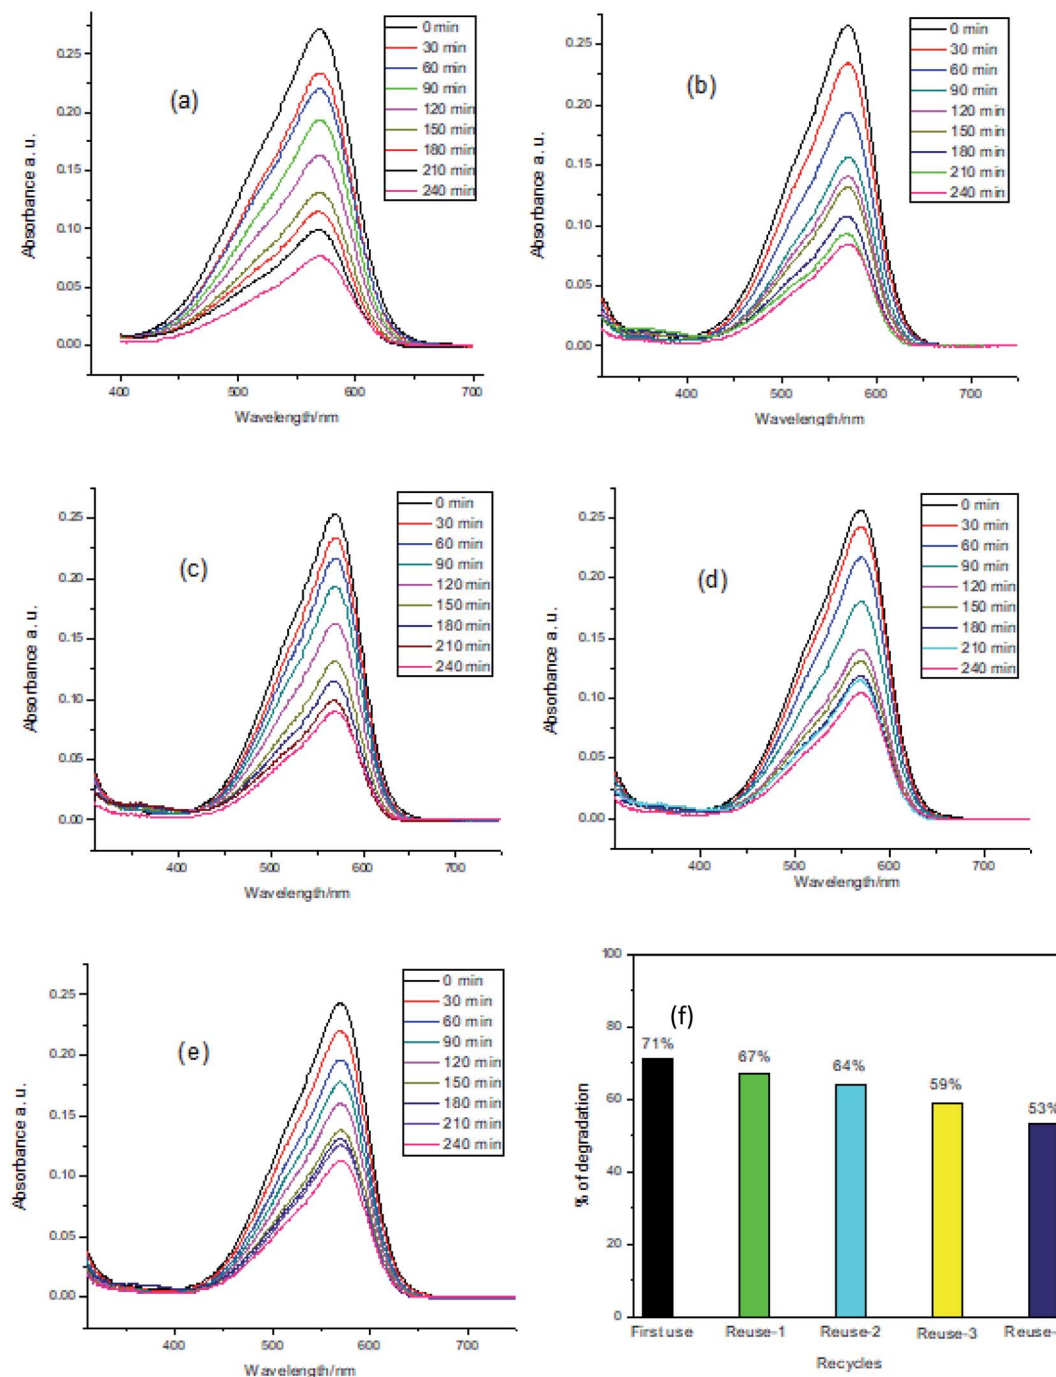 0 min
30 min
60 min
90 min
120 min
150 min
180 min
210 min
240 min
(a)
0.25
0.20
0.15
0.10
0.05
0.00
Absorbance a. u.
400 500 600 700
Wavelength/nm
0 min
30 min
60 min
90 min
120 min
150 min
180 min
210 min
240 min
(b)
0.25
0.20
0.15
0.10
0.05
0.00
Absorbance a. u.
400 500 600 700
Wavelength/nm
0 min
30 min
60 min
90 min
120 min
150 min
180 min
210 min
240 min
(c)
0.25
0.20
0.15
0.10
0.05
0.00
Absorbance a. u.
400 500 600 700
Wavelength/nm
0 min
30 min
60 min
90 min
120 min
150 min
180 min
210 min
240 min
(d)
0.25
0.20
0.15
0.10
0.05
0.00
Absorbance a. u.
400 500 600 700
Wavelength/nm
0 min
30 min
60 min
90 min
120 min
150 min
180 min
210 min
240 min
(e)
0.25
0.20
0.15
0.10
0.05
0.00
Absorbance a. u.
400 500 600 700
Wavelength/nm
100
80
60
40
20
0
% of degradation
(f)
71% 67% 64% 59% 53%
First use Reuse-1 Reuse-2 Reuse-3 Reuse-
Recycles